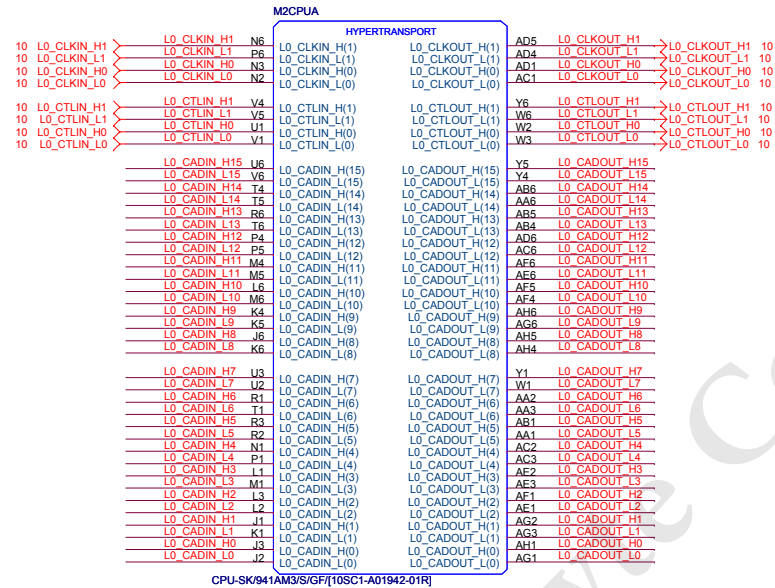 M2CPUA
HYPERTRANSPORT
10 L0_CLKIN_H1 L0_CLKIN_H1 N6 L0_CLKIN_H(1) L0_CLKOUT_H(1) AD5 L0_CLKOUT_H1 L0_CLKOUT_H1 10
10 L0_CLKIN_L1 L0_CLKIN_L1 P6 L0_CLKIN_L(1) L0_CLKOUT_L(1) AD4 L0_CLKOUT_L1 L0_CLKOUT_L1 10
10 L0_CLKIN_H0 L0_CLKIN_H0 N3 L0_CLKIN_H(0) L0_CLKOUT_H(0) AD1 L0_CLKOUT_H0 L0_CLKOUT_H0 10
10 L0_CLKIN_L0 L0_CLKIN_L0 N2 L0_CLKIN_L(0) L0_CLKOUT_L(0) AC1 L0_CLKOUT_L0 L0_CLKOUT_L0 10
10 L0_CTLIN_H1 L0_CTLIN_H1 V4 L0_CTLIN_H(1) L0_CTLOUT_H(1) Y6 L0_CTLOUT_H1 L0_CTLOUT_H1 10
10 L0_CTLIN_L1 L0_CTLIN_L1 V5 L0_CTLIN_L(1) L0_CTLOUT_L(1) W6 L0_CTLOUT_L1 L0_CTLOUT_L1 10
10 L0_CTLIN_H0 L0_CTLIN_H0 U1 L0_CTLIN_H(0) L0_CTLOUT_H(0) W2 L0_CTLOUT_H0 L0_CTLOUT_H0 10
10 L0_CTLIN_L0 L0_CTLIN_L0 V1 L0_CTLIN_L(0) L0_CTLOUT_L(0) W3 L0_CTLOUT_L0 L0_CTLOUT_L0 10
L0_CADIN_H15 U6 L0_CADIN_H(15) L0_CADOUT_H(15) Y5 L0_CADOUT_H15
L0_CADIN_L15 V6 L0_CADIN_L(15) L0_CADOUT_L(15) Y4 L0_CADOUT_L15
L0_CADIN_H14 T4 L0_CADIN_H(14) L0_CADOUT_H(14) AB6 L0_CADOUT_H14
L0_CADIN_L14 T5 L0_CADIN_L(14) L0_CADOUT_L(14) AA6 L0_CADOUT_L14
L0_CADIN_H13 R6 L0_CADIN_H(13) L0_CADOUT_H(13) AB5 L0_CADOUT_H13
L0_CADIN_L13 T6 L0_CADIN_L(13) L0_CADOUT_L(13) AB4 L0_CADOUT_L13
L0_CADIN_H12 P4 L0_CADIN_H(12) L0_CADOUT_H(12) AD6 L0_CADOUT_H12
L0_CADIN_L12 P5 L0_CADIN_L(12) L0_CADOUT_L(12) AC6 L0_CADOUT_L12
L0_CADIN_H11 M4 L0_CADIN_H(11) L0_CADOUT_H(11) AF6 L0_CADOUT_H11
L0_CADIN_L11 M5 L0_CADIN_L(11) L0_CADOUT_L(11) AE6 L0_CADOUT_L11
L0_CADIN_H10 L6 L0_CADIN_H(10) L0_CADOUT_H(10) AF5 L0_CADOUT_H10
L0_CADIN_L10 M6 L0_CADIN_L(10) L0_CADOUT_L(10) AF4 L0_CADOUT_L10
L0_CADIN_H9 K4 L0_CADIN_H(9) L0_CADOUT_H(9) AH6 L0_CADOUT_H9
L0_CADIN_L9 K5 L0_CADIN_L(9) L0_CADOUT_L(9) AG6 L0_CADOUT_L9
L0_CADIN_H8 J6 L0_CADIN_H(8) L0_CADOUT_H(8) AH5 L0_CADOUT_H8
L0_CADIN_L8 K6 L0_CADIN_L(8) L0_CADOUT_L(8) AH4 L0_CADOUT_L8
L0_CADIN_H7 U3 L0_CADIN_H(7) L0_CADOUT_H(7) Y1 L0_CADOUT_H7
L0_CADIN_L7 U2 L0_CADIN_L(7) L0_CADOUT_L(7) W1 L0_CADOUT_L7
L0_CADIN_H6 R1 L0_CADIN_H(6) L0_CADOUT_H(6) AA2 L0_CADOUT_H6
L0_CADIN_L6 T1 L0_CADIN_L(6) L0_CADOUT_L(6) AA3 L0_CADOUT_L6
L0_CADIN_H5 R3 L0_CADIN_H(5) L0_CADOUT_H(5) AB1 L0_CADOUT_H5
L0_CADIN_L5 R2 L0_CADIN_L(5) L0_CADOUT_L(5) AA1 L0_CADOUT_L5
L0_CADIN_H4 N1 L0_CADIN_H(4) L0_CADOUT_H(4) AC2 L0_CADOUT_H4
L0_CADIN_L4 P1 L0_CADIN_L(4) L0_CADOUT_L(4) AC3 L0_CADOUT_L4
L0_CADIN_H3 L1 L0_CADIN_H(3) L0_CADOUT_H(3) AE2 L0_CADOUT_H3
L0_CADIN_L3 M1 L0_CADIN_L(3) L0_CADOUT_L(3) AE3 L0_CADOUT_L3
L0_CADIN_H2 L3 L0_CADIN_H(2) L0_CADOUT_H(2) AF1 L0_CADOUT_H2
L0_CADIN_L2 L2 L0_CADIN_L(2) L0_CADOUT_L(2) AE1 L0_CADOUT_L2
L0_CADIN_H1 J1 L0_CADIN_H(1) L0_CADOUT_H(1) AG2 L0_CADOUT_H1
L0_CADIN_L1 K1 L0_CADIN_L(1) L0_CADOUT_L(1) AG3 L0_CADOUT_L1
L0_CADIN_H0 J3 L0_CADIN_H(0) L0_CADOUT_H(0) AH1 L0_CADOUT_H0
L0_CADIN_L0 J2 L0_CADIN_L(0) L0_CADOUT_L(0) AG1 L0_CADOUT_L0
CPU-SK/941AM3/S/GF/[10SC1-A01942-01R]